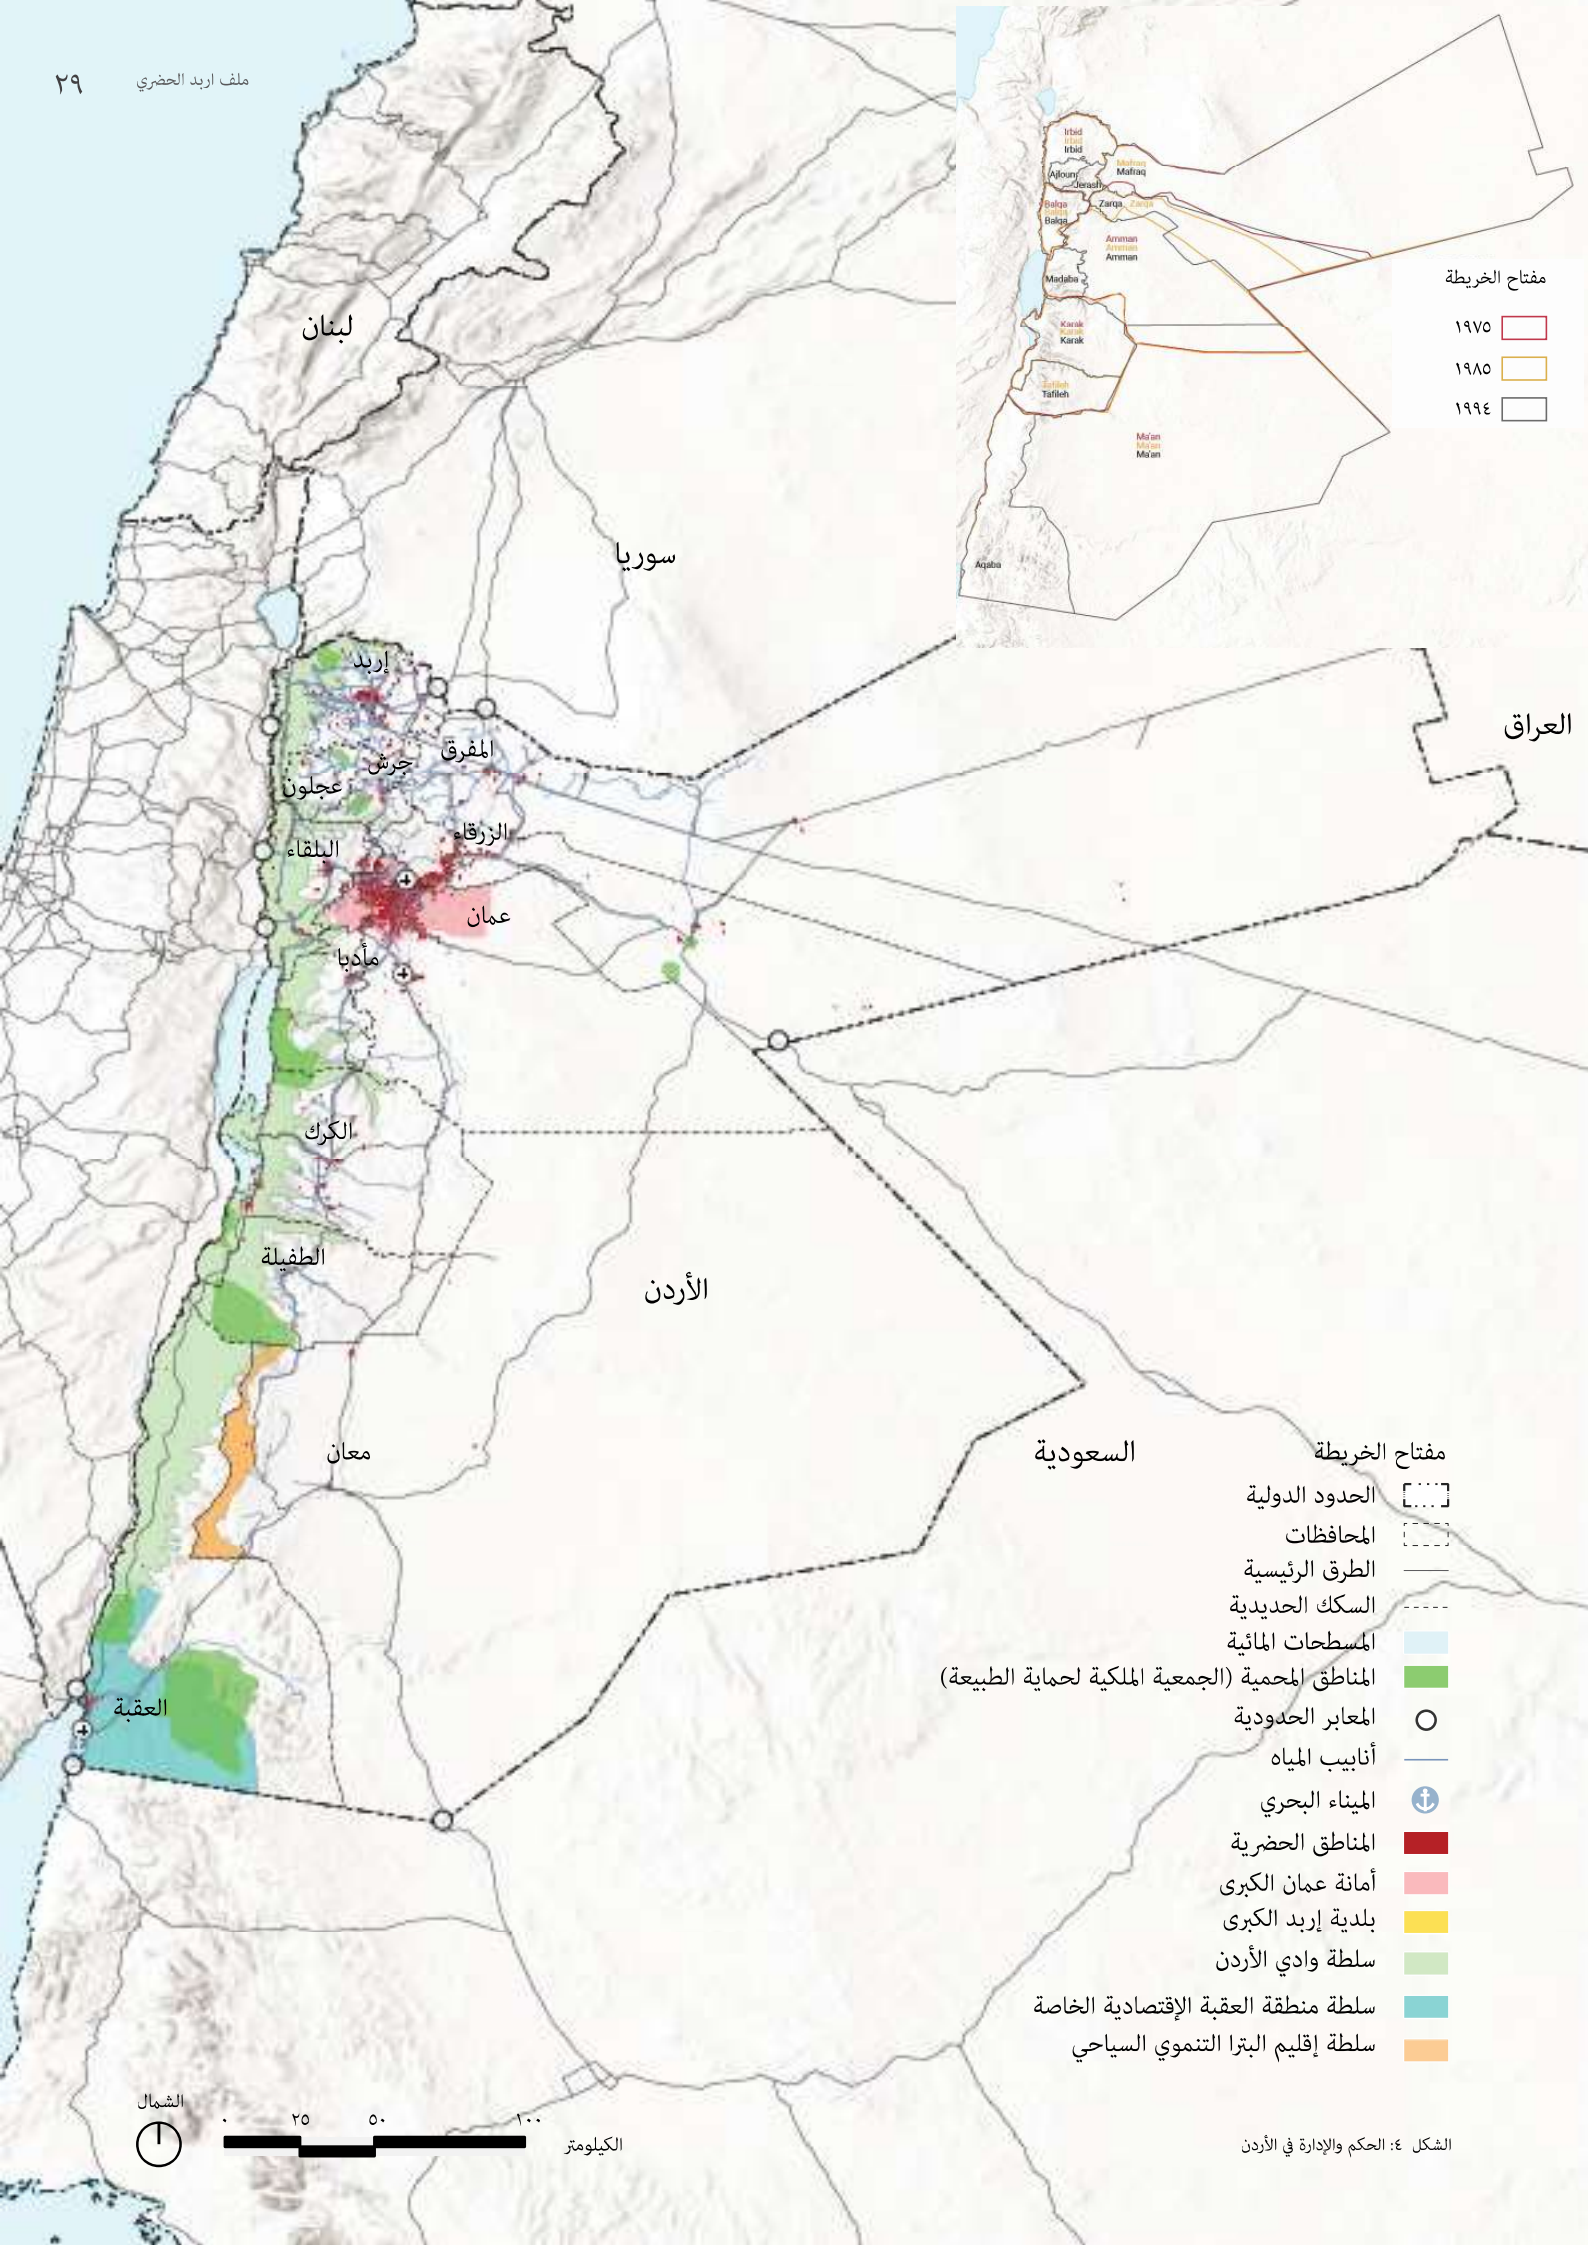 ملف اربد الحضري
٢٩
Irbid
Irbid
Irbid
Mafraq
Mafraq
Ajloun
Jerash
Balqa
Balqa
Balqa
Zarqa
Zarqa
Amman
Amman
Amman
Madaba
Karak
Karak
Karak
Tafileh
Tafileh
Ma'an
Ma'an
Ma'an
Aqaba
مفتاح الخريطة
١٩٧٥
١٩٨٥
١٩٩٤
لبنان
سوريا
العراق
إربد
المفرق
جرش
عجلون
الزرقاء
البلقاء
عمان
مأدبا
الكرك
الطفيلة
الأردن
معان
السعودية
العقبة
مفتاح الخريطة
الحدود الدولية
المحافظات
الطرق الرئيسية
السكك الحديدية
المسطحات المائية
المناطق المحمية (الجمعية الملكية لحماية الطبيعة)
المعابر الحدودية
أنابيب المياه
الميناء البحري
المناطق الحضرية
أمانة عمان الكبرى
بلدية إربد الكبرى
سلطة وادي الأردن
سلطة منطقة العقبة الإقتصادية الخاصة
سلطة إقليم البترا التنموي السياحي
الشمال
٠ ٢٥ ٥٠ ١٠٠
الكيلومتر
الشكل ٤: الحكم والإدارة في الأردن